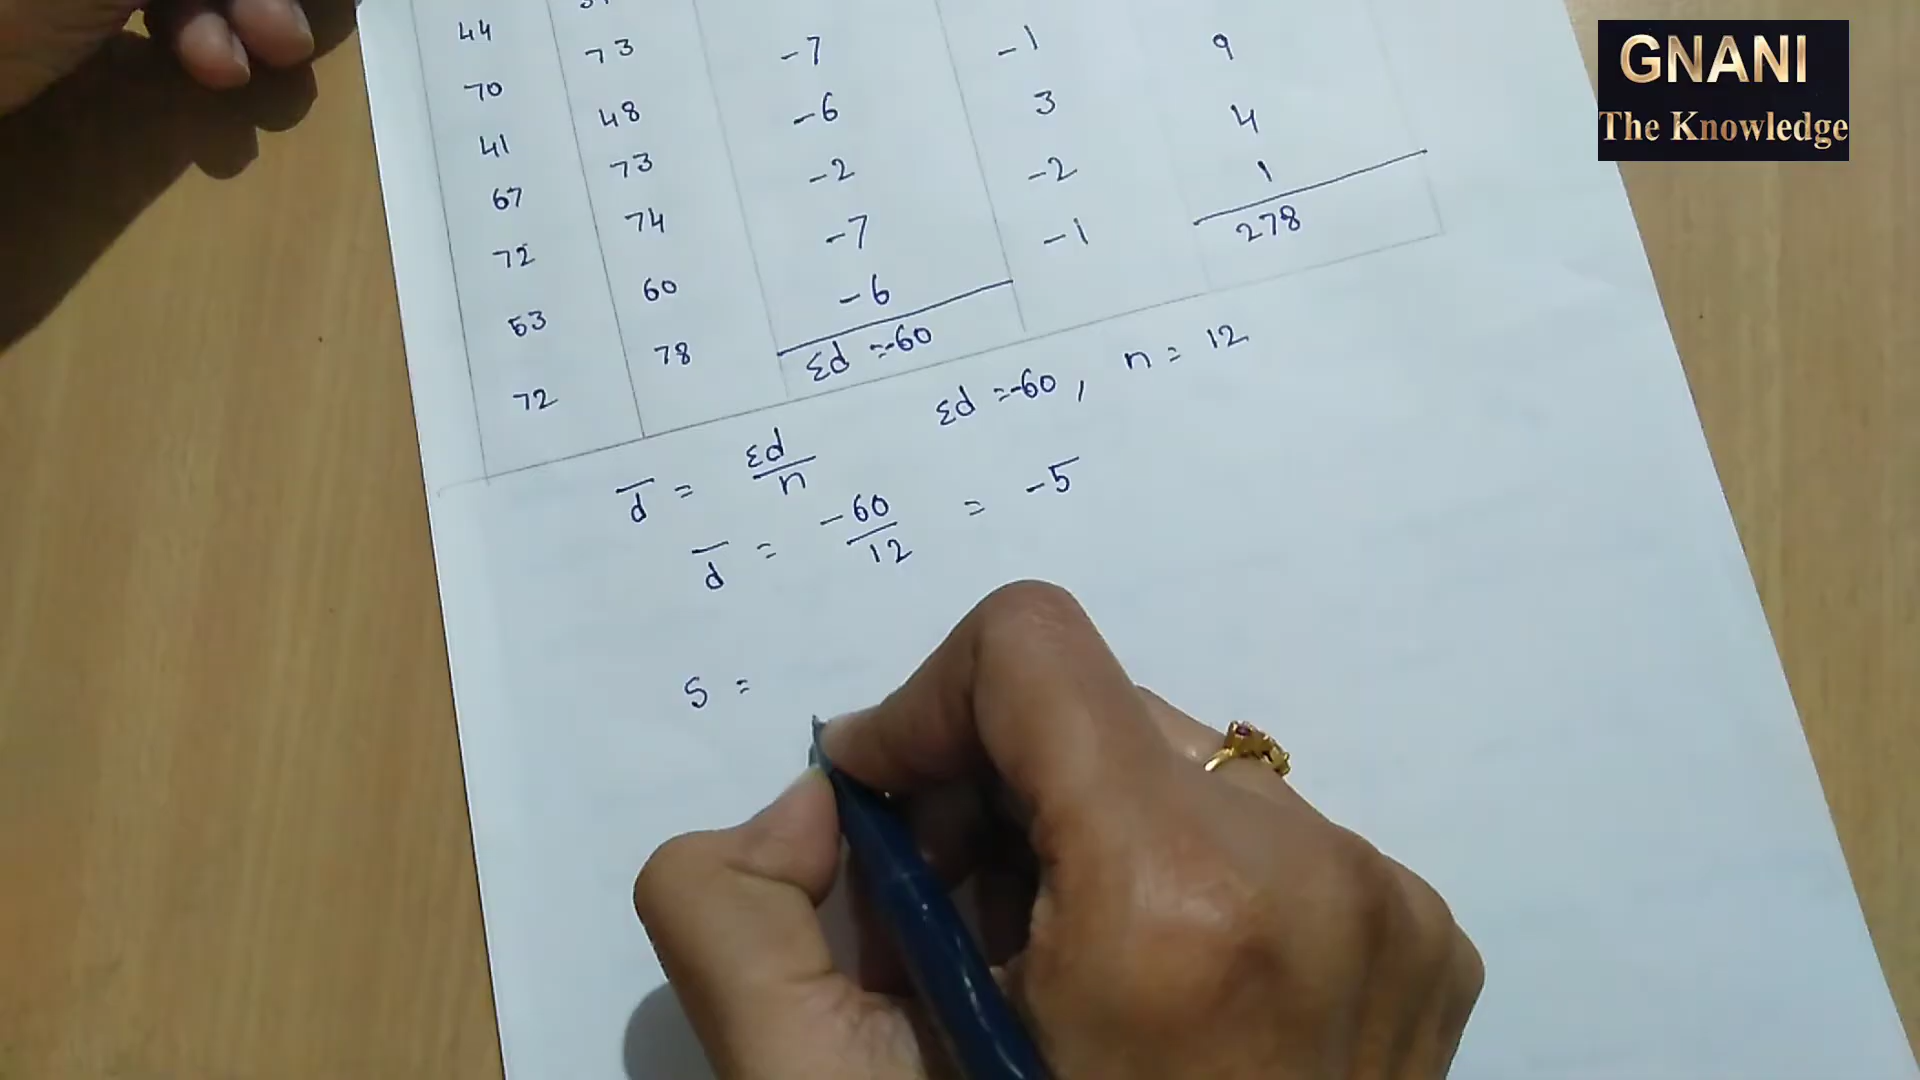 GNANI
The Knowledge
44
70 73 -7 -1 9
41 48 -6 3 4
67 73 -2 -2 1
72 74 -7 -1 278
53 60 -6
72 78 Σd =-60
Σd =-60, n = 12
d̅ = Σd/n
d̅ = -60/12 = -5
S =